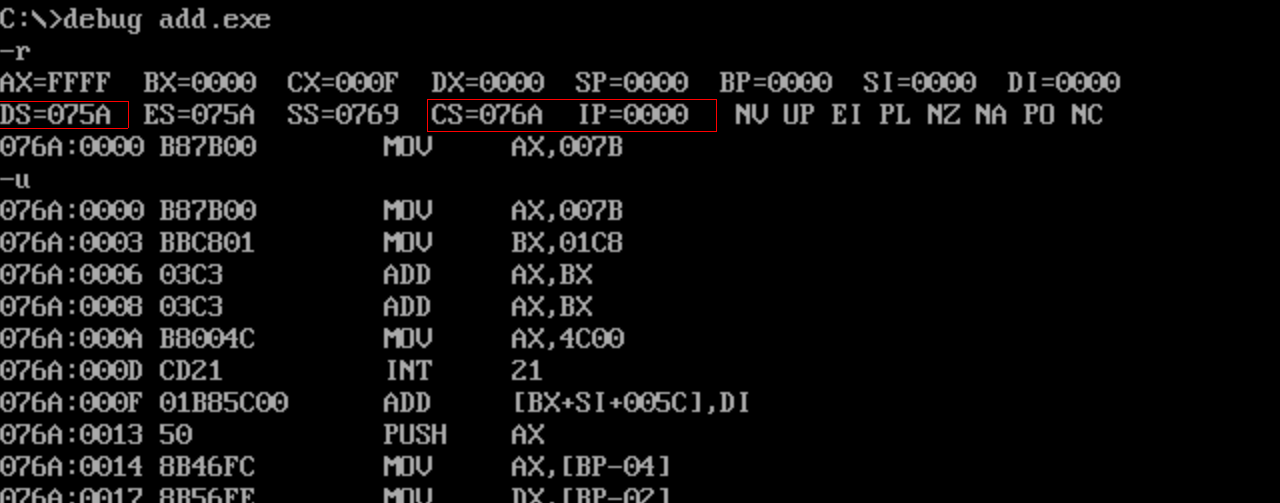 C:\>debug add.exe
-r
AX=FFFF BX=0000 CX=000F DX=0000 SP=0000 BP=0000 SI=0000 DI=0000
DS=075A ES=075A SS=0769 CS=076A IP=0000 NV UP EI PL NZ NA PO NC
076A:0000 B87B00 MOV AX,007B
-u
076A:0000 B87B00 MOV AX,007B
076A:0003 BBC801 MOV BX,01C8
076A:0006 03C3 ADD AX,BX
076A:0008 03C3 ADD AX,BX
076A:000A B8004C MOV AX,4C00
076A:000D CD21 INT 21
076A:000F 01B85C00 ADD [BX+SI+005C],DI
076A:0013 50 PUSH AX
076A:0014 8B46FC MOV AX,[BP-04]
076A:0017 8B56FE MOV DX,[BP-02]